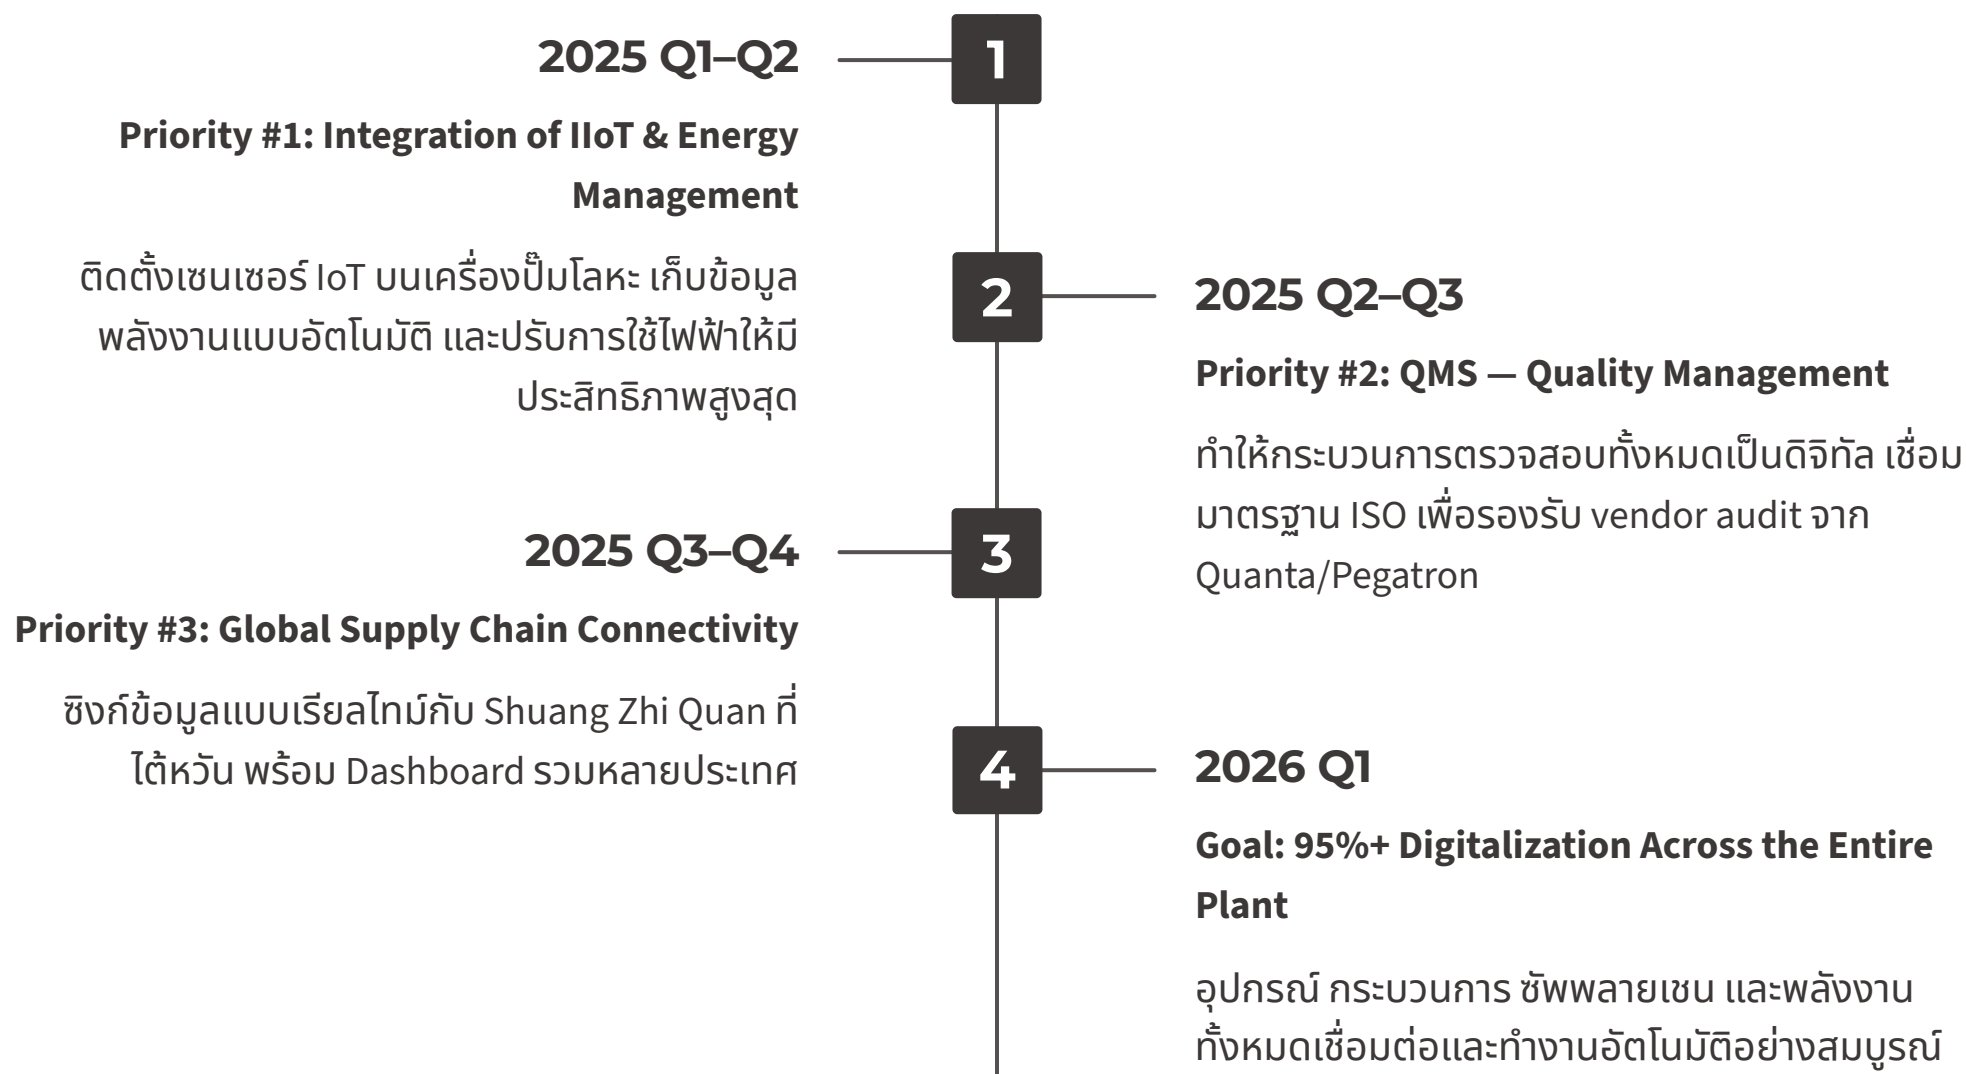 2025 Q1–Q2
1
Priority #1: Integration of IIoT & Energy
Management
ติดตั้งเซนเซอร์ IoT บนเครื่องปั๊มโลหะ เก็บข้อมูล
พลังงานแบบอัตโนมัติ และปรับการใช้ไฟฟ้าให้มี
ประสิทธิภาพสูงสุด
2
2025 Q2–Q3
Priority #2: QMS — Quality Management
ทำให้กระบวนการตรวจสอบทั้งหมดเป็นดิจิทัล เชื่อม
มาตรฐาน ISO เพื่อรองรับ vendor audit จาก
Quanta/Pegatron
2025 Q3–Q4
3
Priority #3: Global Supply Chain Connectivity
ซิงก์ข้อมูลแบบเรียลไทม์กับ Shuang Zhi Quan ที่
ไต้หวัน พร้อม Dashboard รวมหลายประเทศ
4
2026 Q1
Goal: 95%+ Digitalization Across the Entire
Plant
อุปกรณ์ กระบวนการ ซัพพลายเชน และพลังงาน
ทั้งหมดเชื่อมต่อและทำงานอัตโนมัติอย่างสมบูรณ์